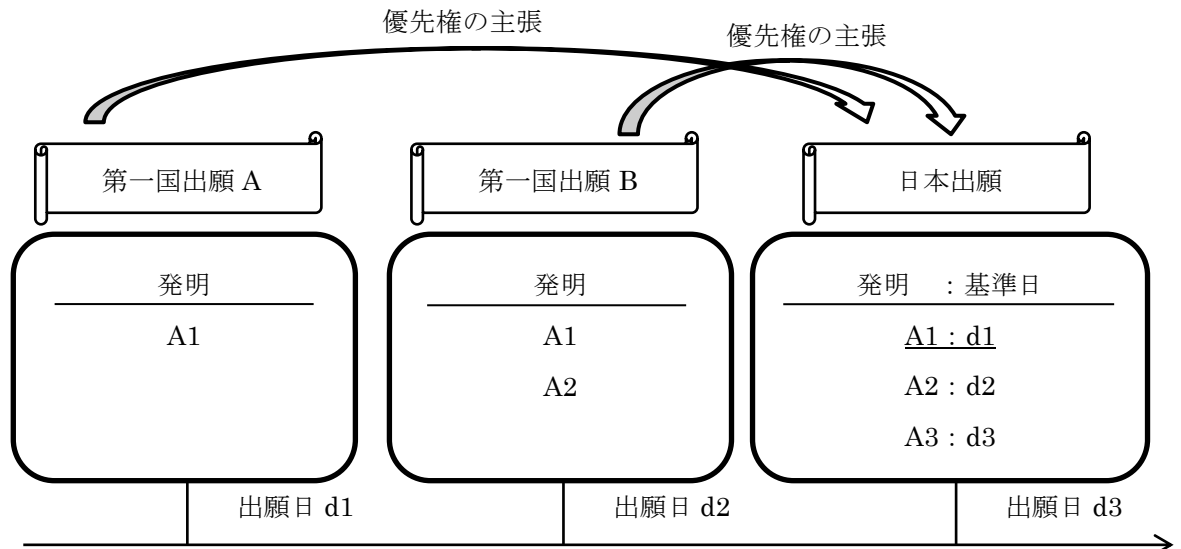 優先権の主張
優先権の主張
第一国出願 A
第一国出願 B
日本出願
発明
A1
発明
A1
A2
発明 :基準日
A1:d1
A2:d2
A3:d3
出願日 d1
出願日 d2
出願日 d3